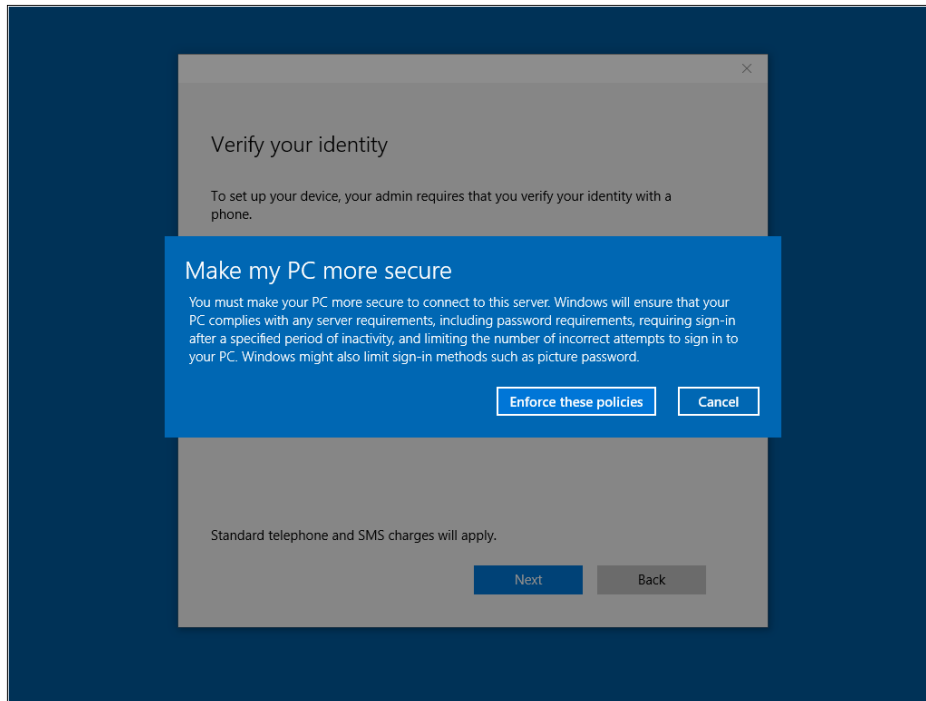 Verify your identity
To set up your device, your admin requires that you verify your identity with a
phone.
Make my PC more secure
You must make your PC more secure to connect to this server. Windows will ensure that your
PC complies with any server requirements, including password requirements, requiring sign-in
after a specified period of inactivity, and limiting the number of incorrect attempts to sign in to
your PC. Windows might also limit sign-in methods such as picture password.
Enforce these policies
Cancel
Standard telephone and SMS charges will apply.
Next
Back